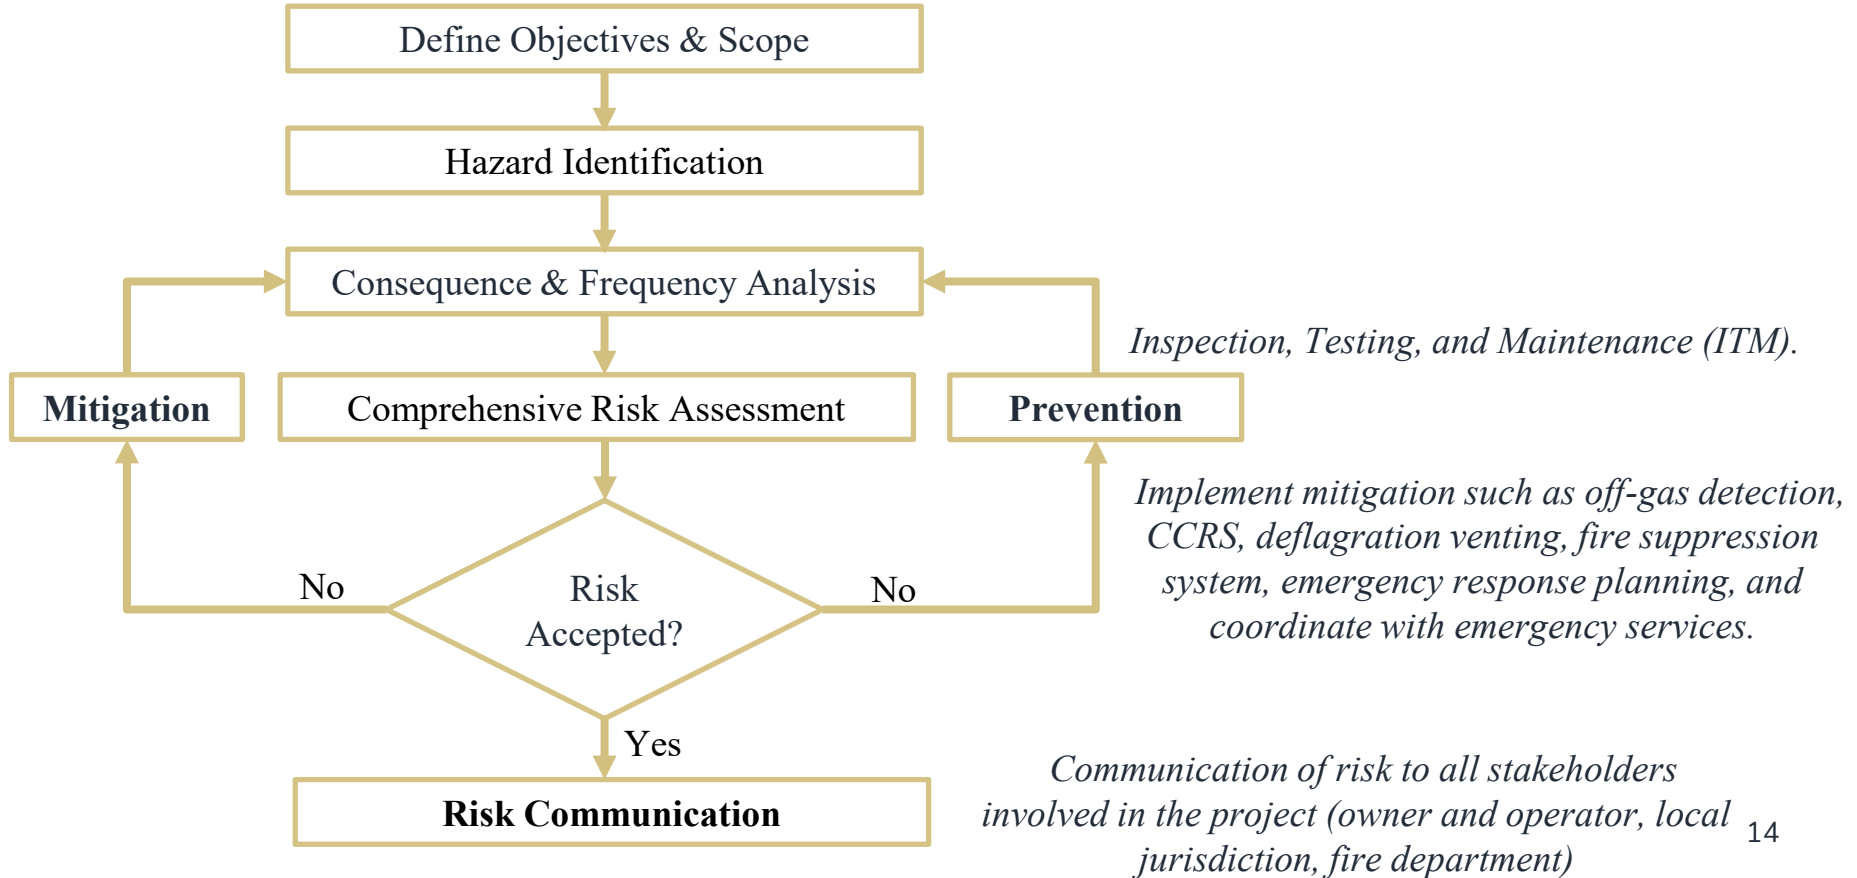 Define Objectives & Scope
Hazard Identification
Consequence & Frequency Analysis
Inspection, Testing, and Maintenance (ITM).
Mitigation
Comprehensive Risk Assessment
Prevention
Implement mitigation such as off-gas detection,
CCRS, deflagration venting, fire suppression
system, emergency response planning, and
coordinate with emergency services.
No
Risk
Accepted?
No
Yes
Risk Communication
Communication of risk to all stakeholders
involved in the project (owner and operator, local
jurisdiction, fire department)
14